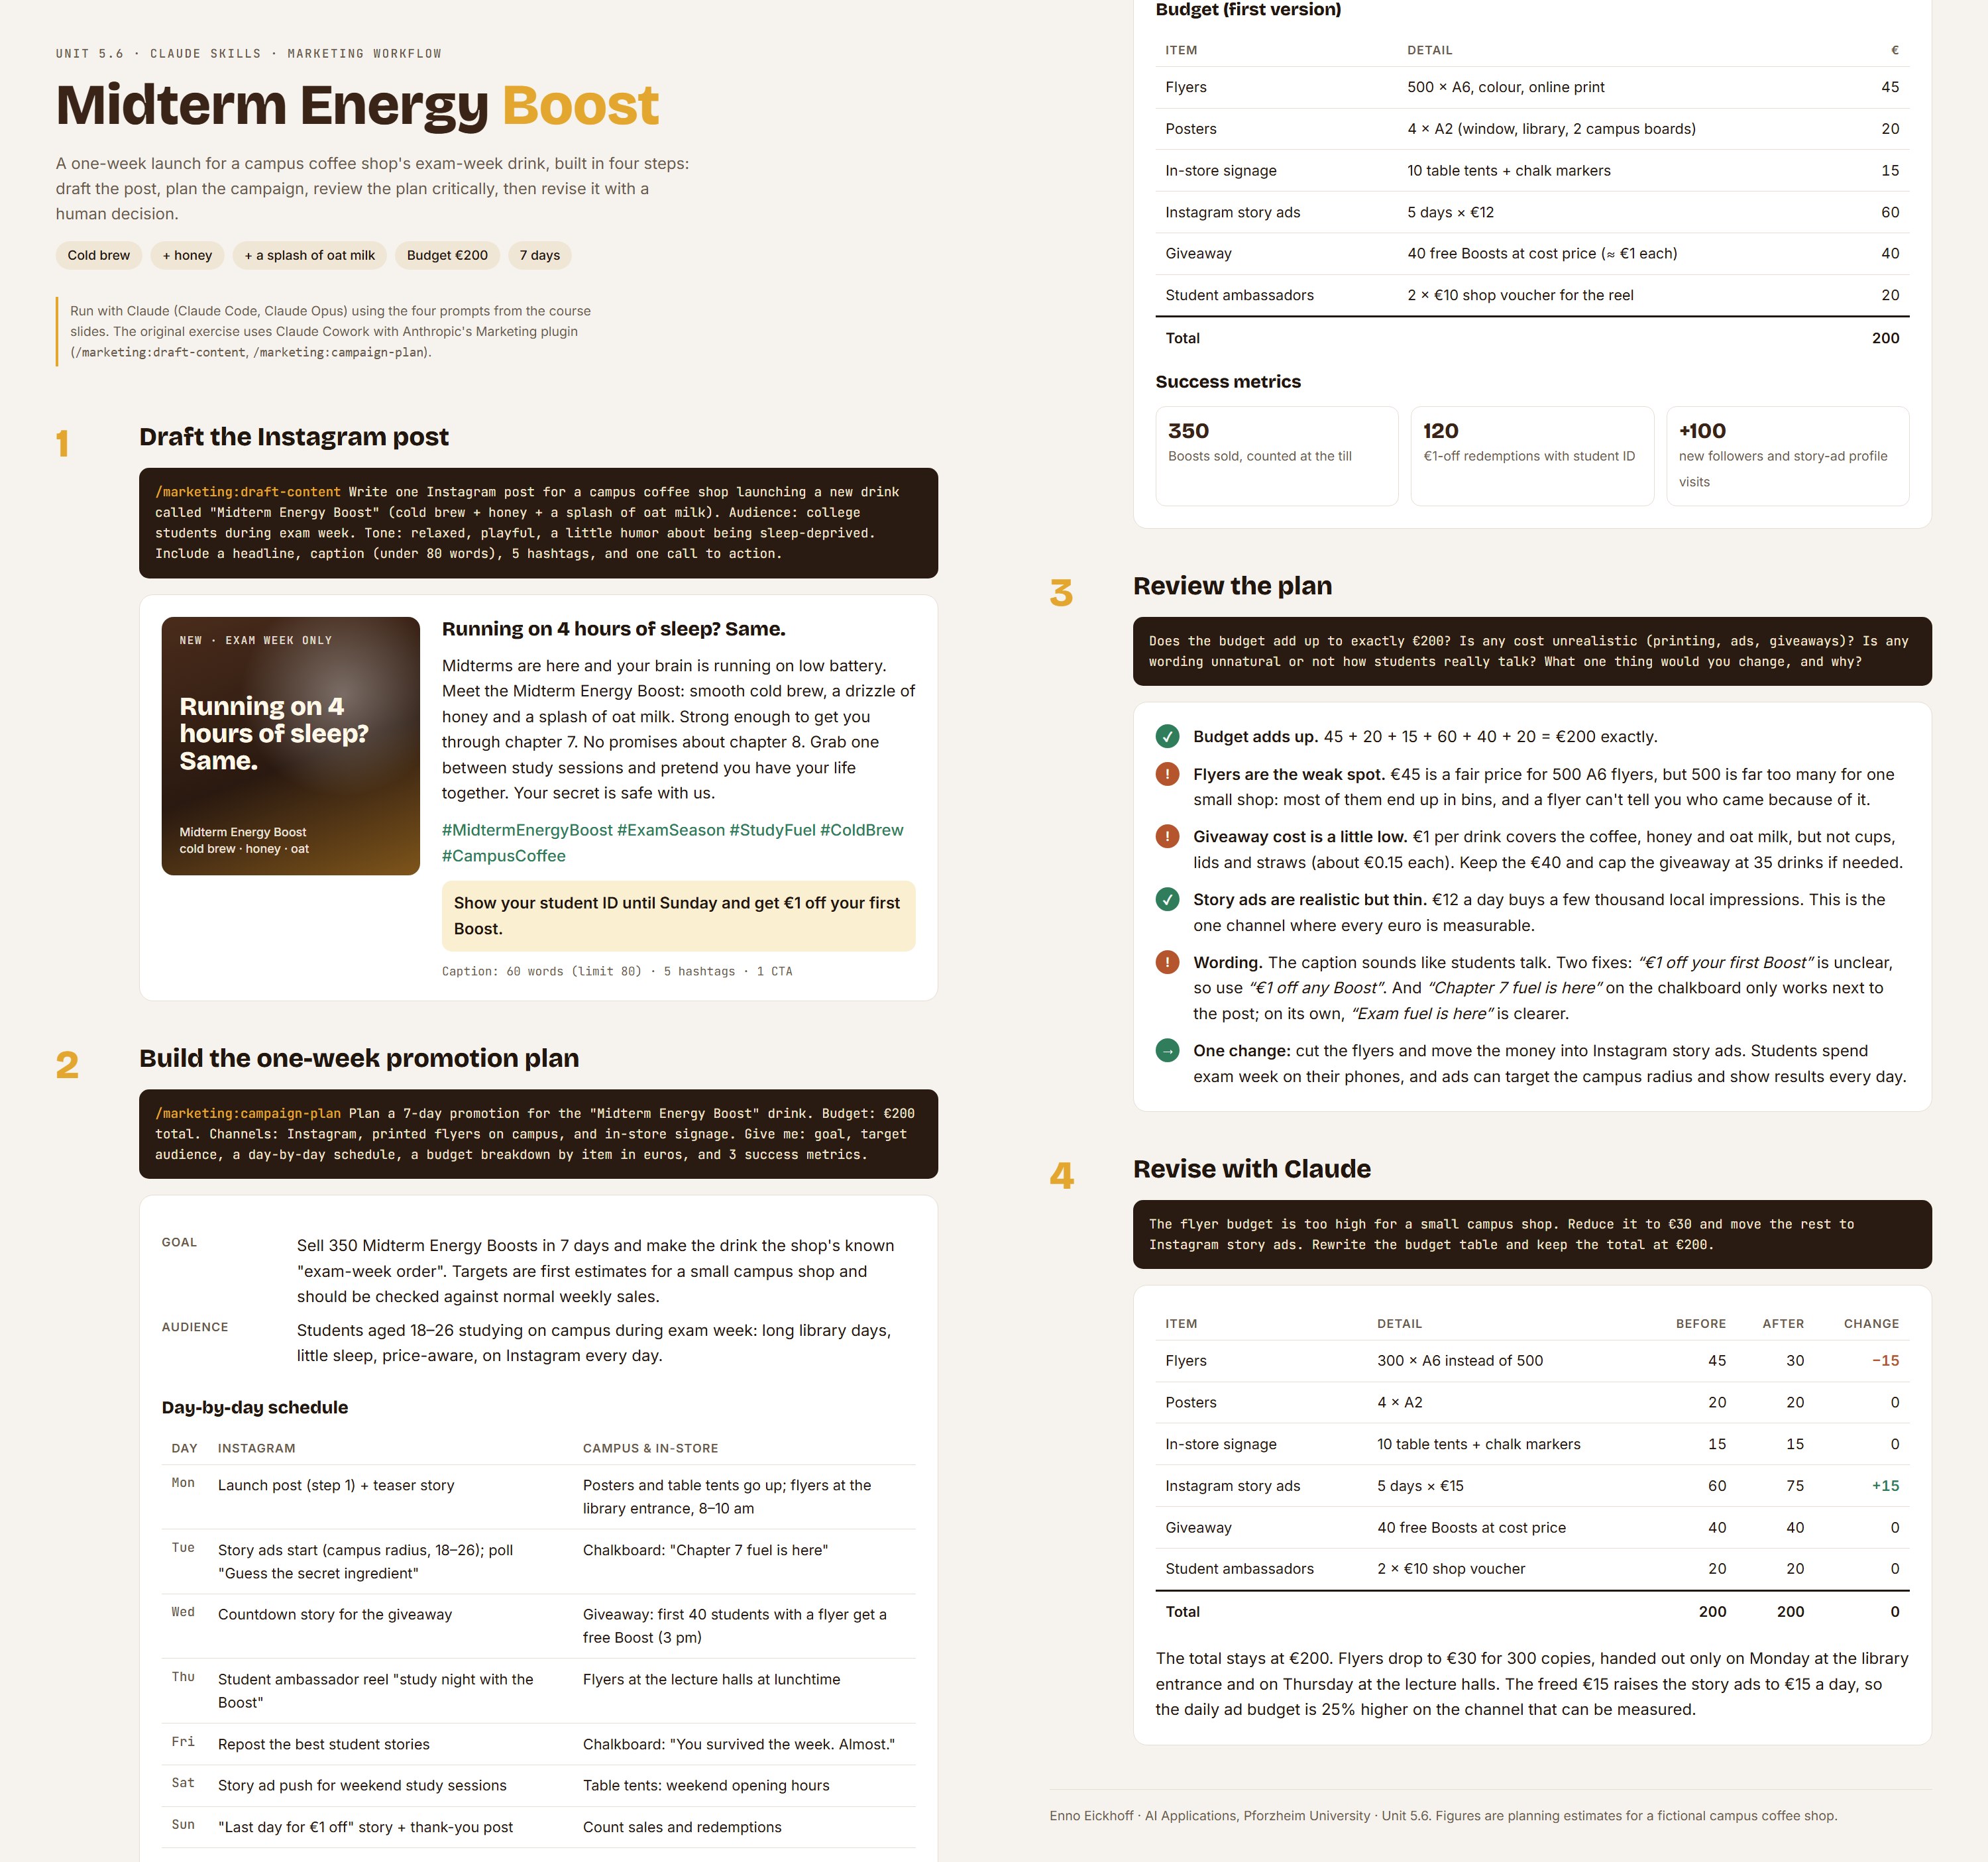 UNIT 5.6 · CLAUDE SKILLS · MARKETING WORKFLOW
Midterm Energy Boost
A one-week launch for a campus coffee shop's exam-week drink, built in four steps:
draft the post, plan the campaign, review the plan critically, then revise it with a
human decision.
Cold brew + honey + a splash of oat milk Budget €200 7 days
Run with Claude (Claude Code, Claude Opus) using the four prompts from the course
slides. The original exercise uses Claude Cowork with Anthropic's Marketing plugin
(/marketing:draft-content, /marketing:campaign-plan).
1 Draft the Instagram post
/marketing:draft-content Write one Instagram post for a campus coffee shop launching a new drink
called "Midterm Energy Boost" (cold brew + honey + a splash of oat milk). Audience: college
students during exam week. Tone: relaxed, playful, a little humor about being sleep-deprived.
Include a headline, caption (under 80 words), 5 hashtags, and one call to action.
NEW · EXAM WEEK ONLY
Running on 4
hours of sleep?
Same.
Midterm Energy Boost
cold brew · honey · oat
Running on 4 hours of sleep? Same.
Midterms are here and your brain is running on low battery.
Meet the Midterm Energy Boost: smooth cold brew, a drizzle of
honey and a splash of oat milk. Strong enough to get you
through chapter 7. No promises about chapter 8. Grab one
between study sessions and pretend you have your life
together. Your secret is safe with us.
#MidtermEnergyBoost #ExamSeason #StudyFuel #ColdBrew
#CampusCoffee
Show your student ID until Sunday and get €1 off your first
Boost.
Caption: 60 words (limit 80) · 5 hashtags · 1 CTA
2 Build the one-week promotion plan
/marketing:campaign-plan Plan a 7-day promotion for the "Midterm Energy Boost" drink. Budget: €200
total. Channels: Instagram, printed flyers on campus, and in-store signage. Give me: goal, target
audience, a day-by-day schedule, a budget breakdown by item in euros, and 3 success metrics.
GOAL Sell 350 Midterm Energy Boosts in 7 days and make the drink the shop's known
"exam-week order". Targets are first estimates for a small campus shop and
should be checked against normal weekly sales.
AUDIENCE Students aged 18–26 studying on campus during exam week: long library days,
little sleep, price-aware, on Instagram every day.
Day-by-day schedule
DAY INSTAGRAM CAMPUS & IN-STORE
Mon Launch post (step 1) + teaser story Posters and table tents go up; flyers at the
library entrance, 8–10 am
Tue Story ads start (campus radius, 18–26); poll Chalkboard: "Chapter 7 fuel is here"
"Guess the secret ingredient"
Wed Countdown story for the giveaway Giveaway: first 40 students with a flyer get a
free Boost (3 pm)
Thu Student ambassador reel "study night with the Flyers at the lecture halls at lunchtime
Boost"
Fri Repost the best student stories Chalkboard: "You survived the week. Almost."
Sat Story ad push for weekend study sessions Table tents: weekend opening hours
Sun "Last day for €1 off" story + thank-you post Count sales and redemptions
Budget (first version)
ITEM DETAIL €
Flyers 500 × A6, colour, online print 45
Posters 4 × A2 (window, library, 2 campus boards) 20
In-store signage 10 table tents + chalk markers 15
Instagram story ads 5 days × €12 60
Giveaway 40 free Boosts at cost price (≈ €1 each) 40
Student ambassadors 2 × €10 shop voucher for the reel 20
Total 200
Success metrics
350
Boosts sold, counted at the till
120
€1-off redemptions with student ID
+100
new followers and story-ad profile
visits
3 Review the plan
Does the budget add up to exactly €200? Is any cost unrealistic (printing, ads, giveaways)? Is any
wording unnatural or not how students really talk? What one thing would you change, and why?
✓ Budget adds up. 45 + 20 + 15 + 60 + 40 + 20 = €200 exactly.
! Flyers are the weak spot. €45 is a fair price for 500 A6 flyers, but 500 is far too many for one
small shop: most of them end up in bins, and a flyer can't tell you who came because of it.
! Giveaway cost is a little low. €1 per drink covers the coffee, honey and oat milk, but not cups,
lids and straws (about €0.15 each). Keep the €40 and cap the giveaway at 35 drinks if needed.
✓ Story ads are realistic but thin. €12 a day buys a few thousand local impressions. This is the
one channel where every euro is measurable.
! Wording. The caption sounds like students talk. Two fixes: “€1 off your first Boost” is unclear,
so use “€1 off any Boost”. And “Chapter 7 fuel is here” on the chalkboard only works next to
the post; on its own, “Exam fuel is here” is clearer.
→ One change: cut the flyers and move the money into Instagram story ads. Students spend
exam week on their phones, and ads can target the campus radius and show results every day.
4 Revise with Claude
The flyer budget is too high for a small campus shop. Reduce it to €30 and move the rest to
Instagram story ads. Rewrite the budget table and keep the total at €200.
ITEM DETAIL BEFORE AFTER CHANGE
Flyers 300 × A6 instead of 500 45 30 −15
Posters 4 × A2 20 20 0
In-store signage 10 table tents + chalk markers 15 15 0
Instagram story ads 5 days × €15 60 75 +15
Giveaway 40 free Boosts at cost price 40 40 0
Student ambassadors 2 × €10 shop voucher 20 20 0
Total 200 200 0
The total stays at €200. Flyers drop to €30 for 300 copies, handed out only on Monday at the library
entrance and on Thursday at the lecture halls. The freed €15 raises the story ads to €15 a day, so
the daily ad budget is 25% higher on the channel that can be measured.
Enno Eickhoff · AI Applications, Pforzheim University · Unit 5.6. Figures are planning estimates for a fictional campus coffee shop.